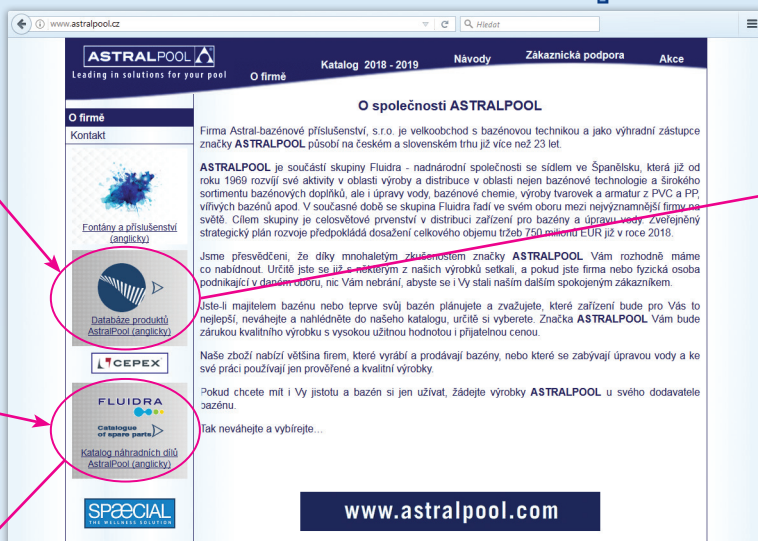 www.astralpool.cz
Hledat
ASTRALPOOL
Leading in solutions for your pool
O firmě
Katalog 2018 - 2019
Návody
Zákaznická podpora
Akce
O firmě
Kontakt
Fontány a příslušenství
(anglicky)
Databáze produktů
AstralPool (anglicky)
CEPEX
FLUIDRA
Catalogue
of spare parts
Katalog náhradních dílů
AstralPool (anglicky)
SPÆCIAL
THE WELLNESS SOLUTION
O společnosti ASTRALPOOL
Firma Astral-bazénové příslušenství, s.r.o. je velkoobchod s bazénovou technikou a jako výhradní zástupce
značky ASTRALPOOL působí na českém a slovenském trhu již více než 23 let.
ASTRALPOOL je součástí skupiny Fluidra - nadnárodní společnosti se sídlem ve Španělsku, která již od
roku 1969 rozvíjí své aktivity v oblasti výroby a distribuce v oblasti nejen bazénové technologie a širokého
sortimentu bazénových doplňků, ale i úpravy vody, bazénové chemie, výroby tvarovek a armatur z PVC a PP,
vířivých bazénů apod. V současné době se skupina Fluidra řadí ve svém oboru mezi nejvýznamnější firmy na
světě. Cílem skupiny je celosvětové prvenství v distribuci zařízení pro bazény a úpravu vody. Zveřejněný
strategický plán rozvoje předpokládá dosažení celkového objemu tržeb 750 milionů EUR již v roce 2018.
Jsme přesvědčeni, že díky mnohaletým zkušenostem značky ASTRALPOOL Vám rozhodně máme
co nabídnout. Určitě jste se již s některým z našich výrobků setkali, a pokud jste firma nebo fyzická osoba
podnikající v daném oboru, nic Vám nebrání, abyste se i Vy stali naším dalším spokojeným zákazníkem.
Jste-li majitelem bazénu nebo teprve svůj bazén plánujete a zvažujete, které zařízení bude pro Vás to
nejlepší, neváhejte a nahlédněte do našeho katalogu, určitě si vyberete. Značka ASTRALPOOL Vám bude
zárukou kvalitního výrobku s vysokou užitnou hodnotou i přijatelnou cenou.
Naše zboží nabízí většina firem, které vyrábí a prodávají bazény, nebo které se zabývají úpravou vody a ke
své práci používají jen prověřené a kvalitní výrobky.
Pokud chcete mít i Vy jistotu a bazén si jen užívat, žádejte výrobky ASTRALPOOL u svého dodavatele
bazénu.
Tak neváhejte a vybírejte...
www.astralpool.com